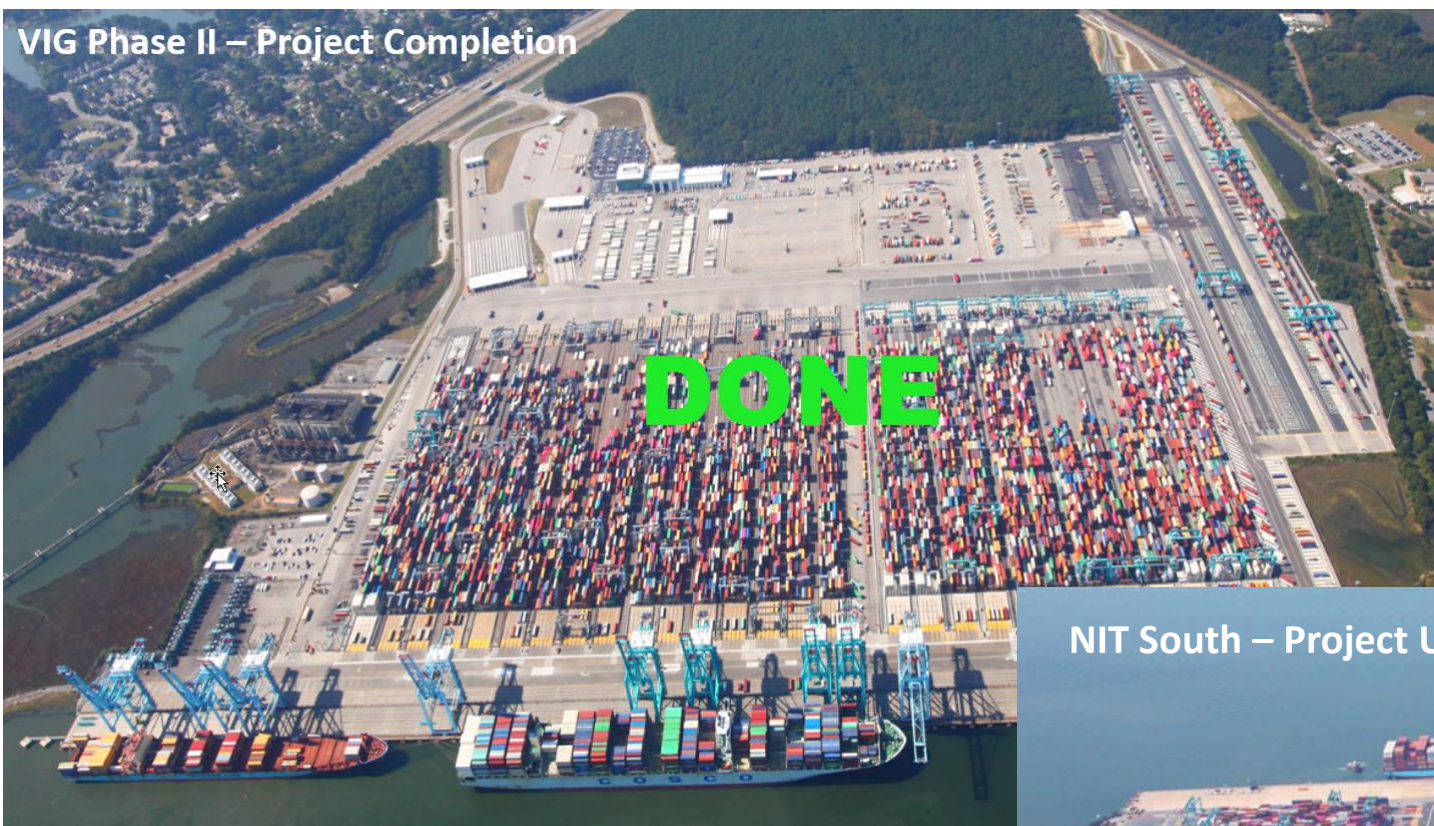 VIG Phase II – Project Completion
DONE
NIT South – Project U
COSCO